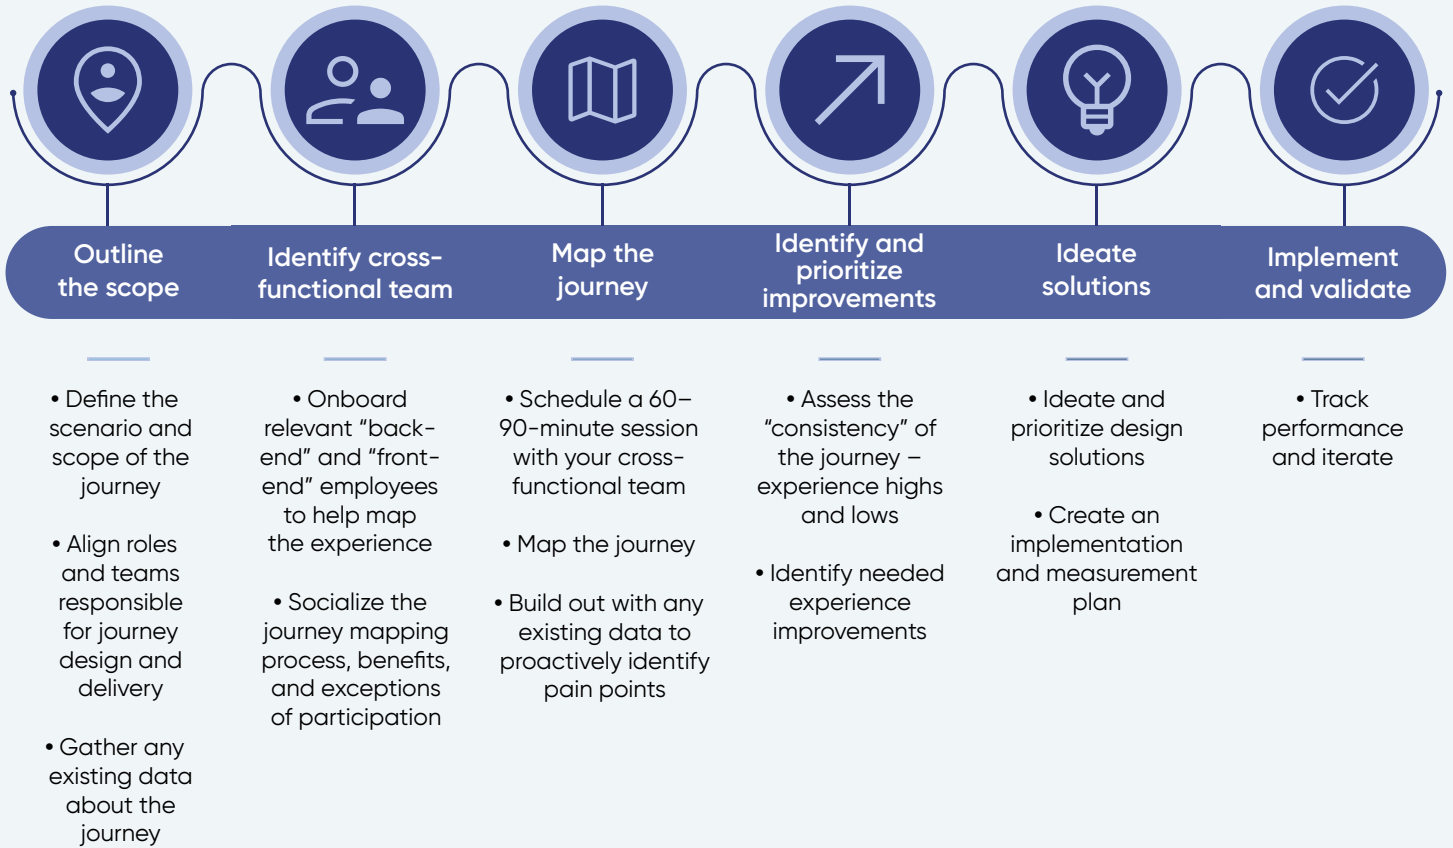 Outline
the scope
Identify cross-
functional team
Map the
journey
Identify and
prioritize
improvements
Ideate
solutions
Implement
and validate
• Define the
scenario and
scope of the
journey
• Align roles
and teams
responsible
for journey
design and
delivery
• Gather any
existing data
about the
journey
• Onboard
relevant “back-
end” and “front-
end” employees
to help map
the experience
• Socialize the
journey mapping
process, benefits,
and exceptions
of participation
• Schedule a 60–
90-minute session
with your cross-
functional team
• Map the journey
• Build out with any
existing data to
proactively identify
pain points
• Assess the
“consistency” of
the journey –
experience highs
and lows
• Identify needed
experience
improvements
• Ideate and
prioritize design
solutions
• Create an
implementation
and measurement
plan
• Track
performance
and iterate